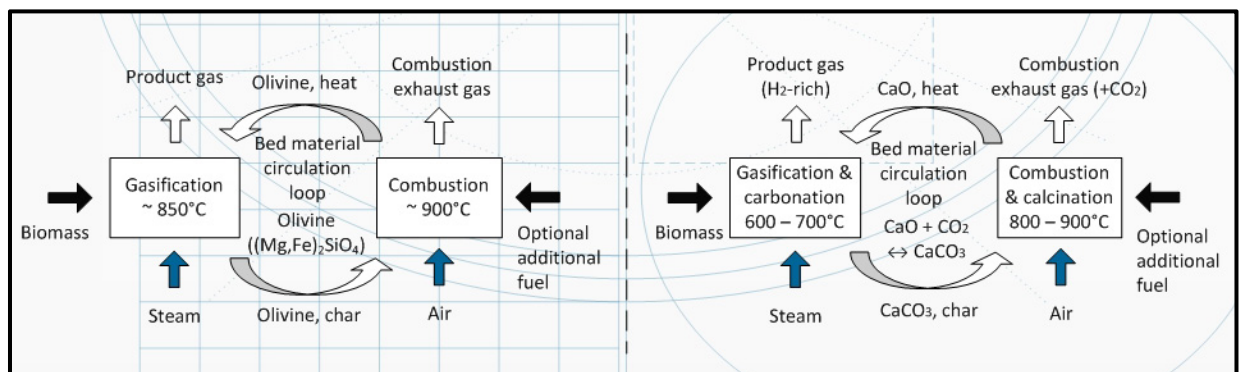 Product gas
Olivine, heat
Combustion
exhaust gas
Bed material
circulation
loop
Gasification
~ 850°C
Combustion
~ 900°C
Biomass
Olivine
((Mg,Fe)₂SiO₄)
Optional
additional
fuel
Steam
Olivine, char
Air
Product gas
(H₂-rich)
CaO, heat
Combustion
exhaust gas (+CO₂)
Bed material
circulation
loop
Gasification &
carbonation
600 – 700°C
Combustion
& calcination
800 – 900°C
Biomass
CaO + CO₂
↔ CaCO₃
Optional
additional
fuel
Steam
CaCO₃, char
Air